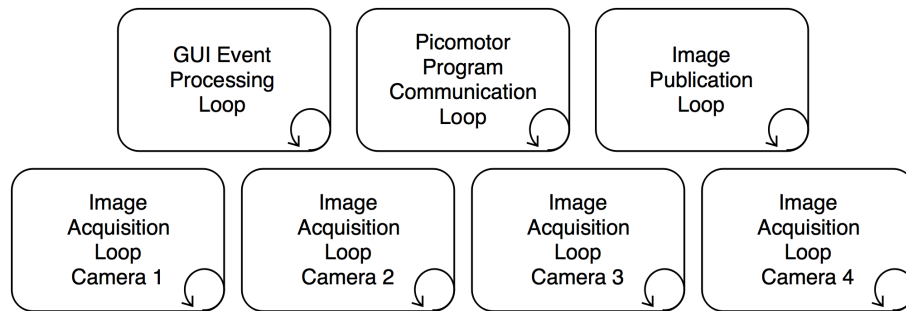 GUI Event
Processing
Loop
Picomotor
Program
Communication
Loop
Image
Publication
Loop
Image
Acquisition
Loop
Camera 1
Image
Acquisition
Loop
Camera 2
Image
Acquisition
Loop
Camera 3
Image
Acquisition
Loop
Camera 4